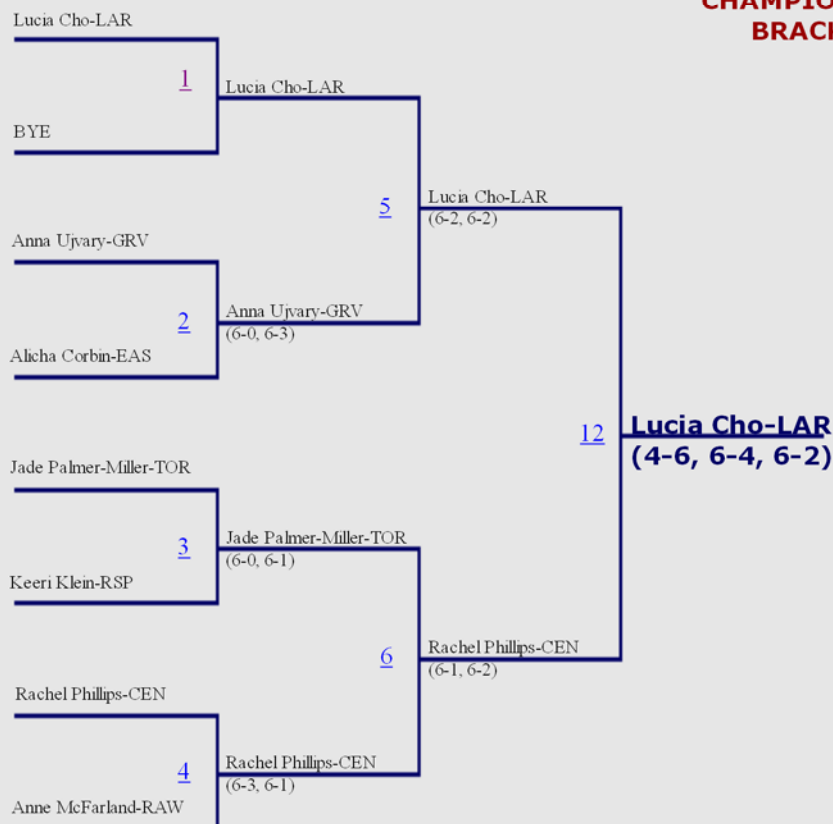 CHAMPIO
BRACK
Lucia Cho-LAR
1
Lucia Cho-LAR
BYE
5
Lucia Cho-LAR
(6-2, 6-2)
Anna Ujvary-GRV
2
Anna Ujvary-GRV
(6-0, 6-3)
Alicha Corbin-EAS
12
Lucia Cho-LAR
(4-6, 6-4, 6-2)
Jade Palmer-Miller-TOR
3
Jade Palmer-Miller-TOR
(6-0, 6-1)
Keeri Klein-RSP
6
Rachel Phillips-CEN
(6-1, 6-2)
Rachel Phillips-CEN
4
Rachel Phillips-CEN
(6-3, 6-1)
Anne McFarland-RAW